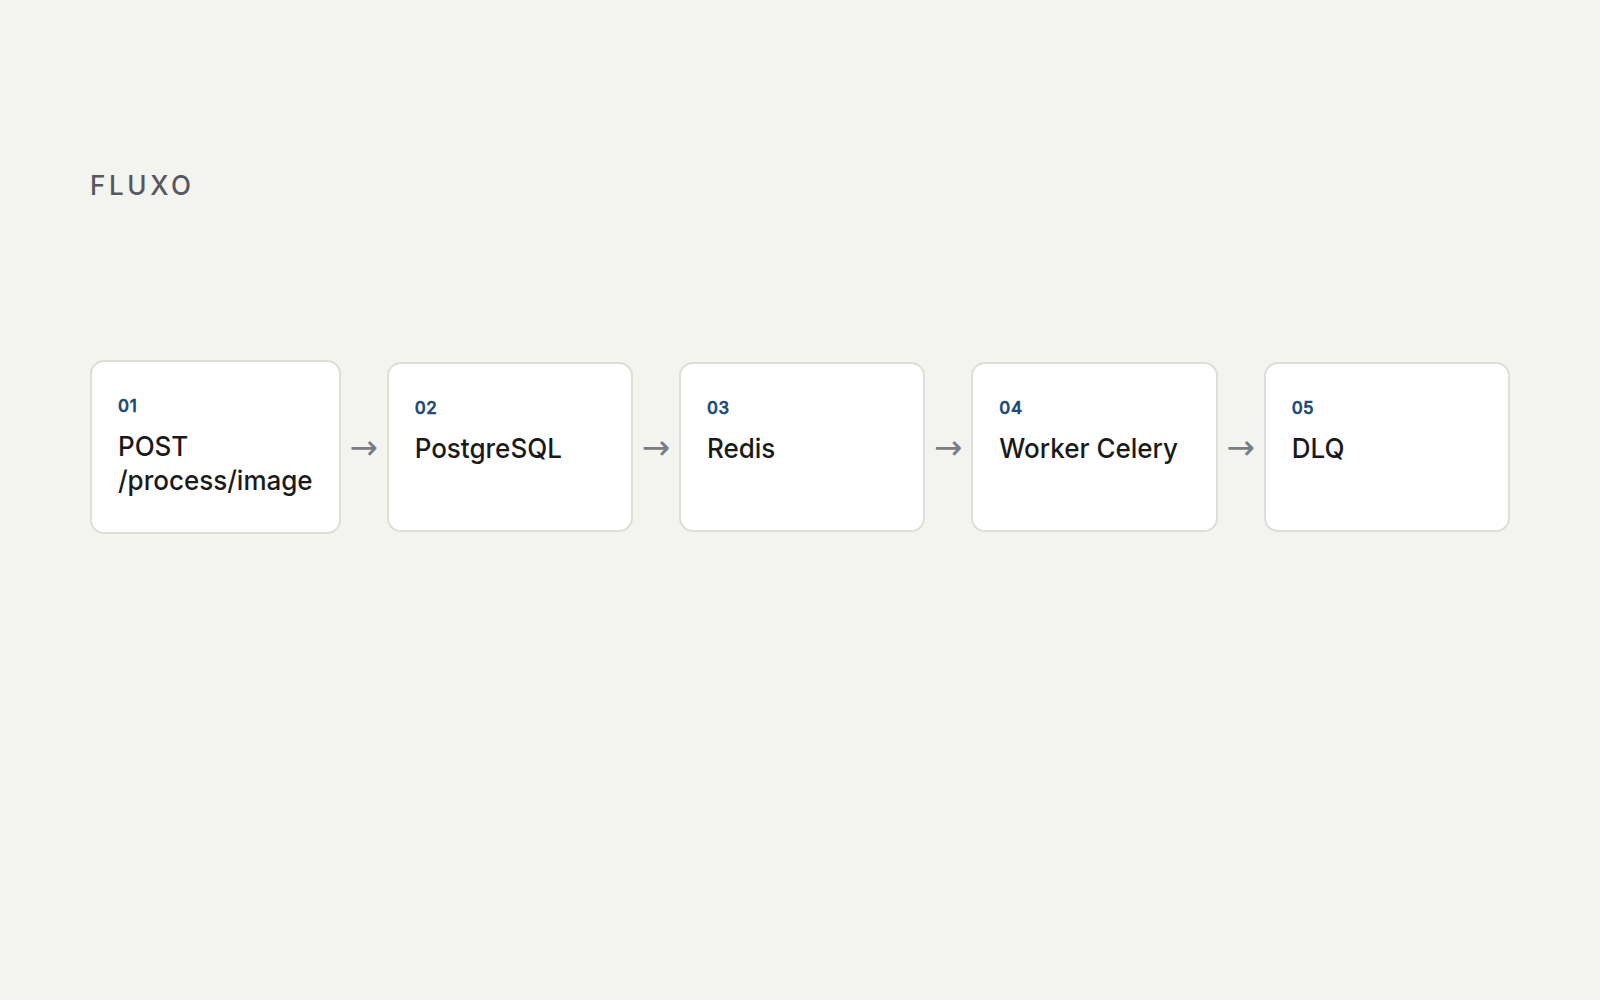 FLUXO
01
POST
/process/image
→
02
PostgreSQL
→
03
Redis
→
04
Worker Celery
→
05
DLQ